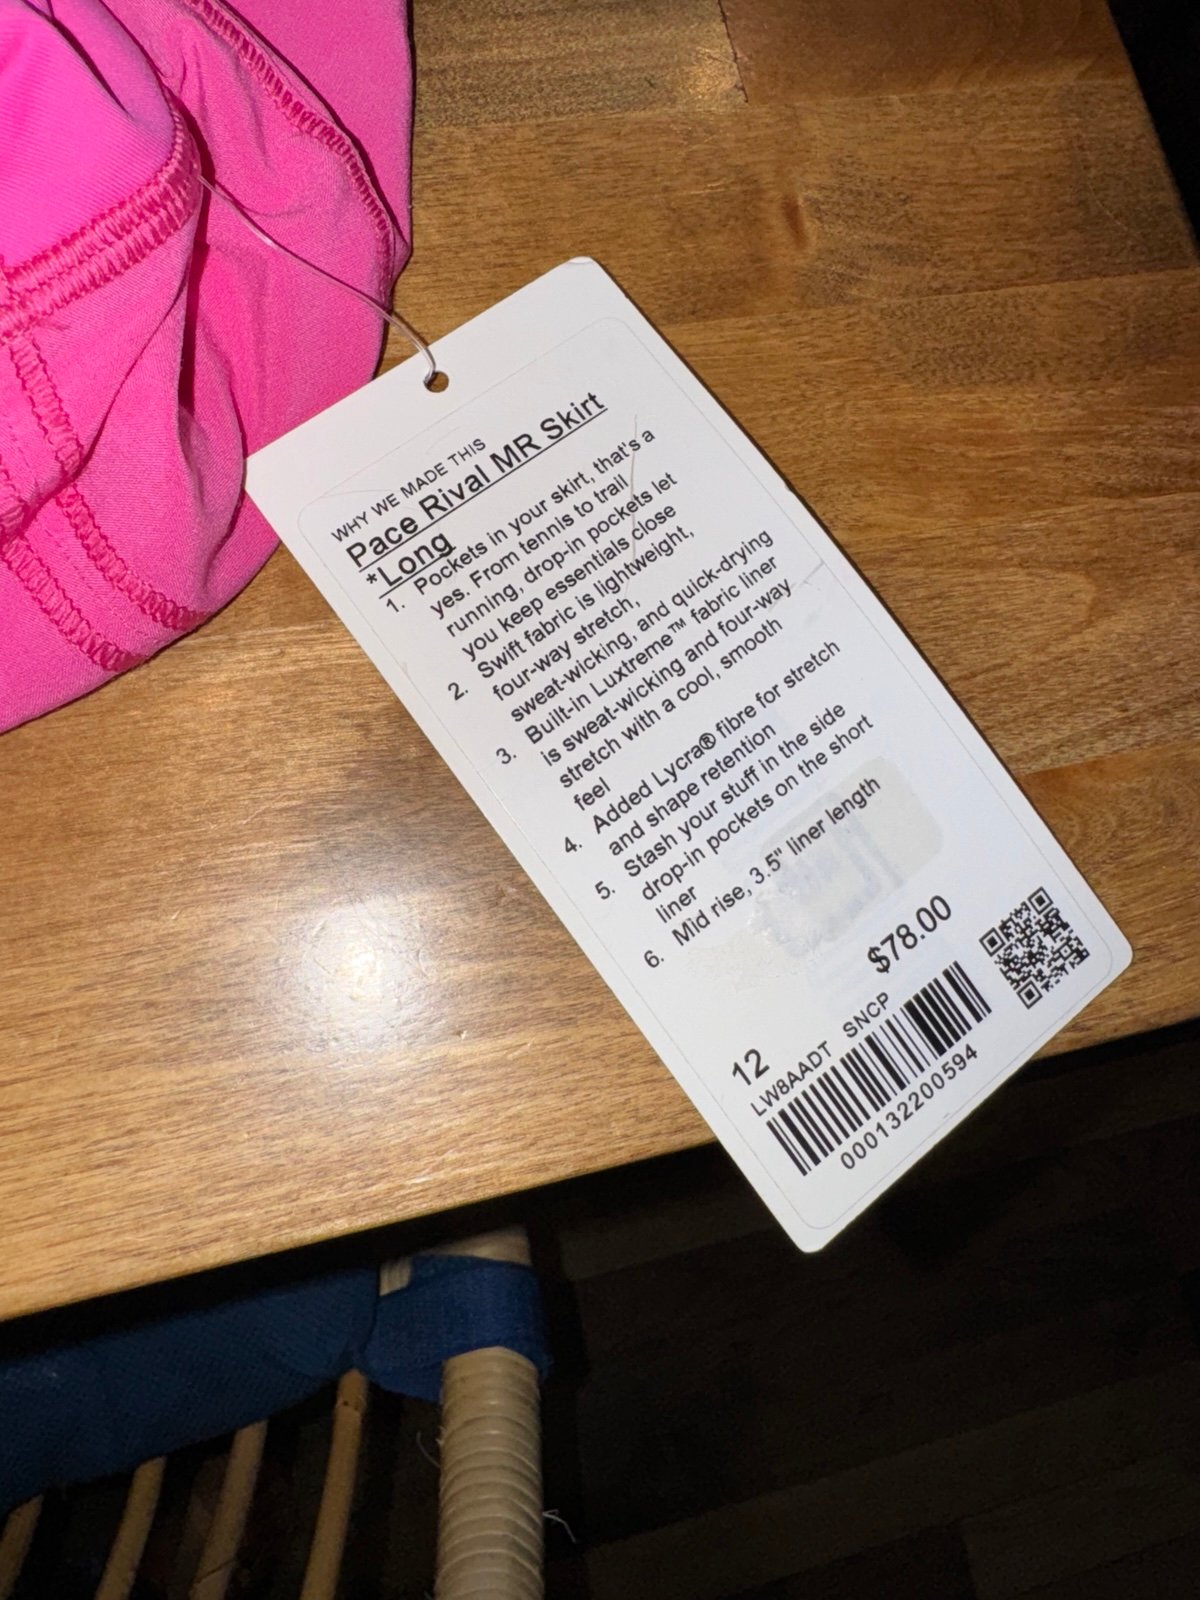 WHY WE MADE THIS
Pace Rival MR Skirt
*Long
1. Pockets in your skirt, that's a
yes. From tennis to trail
running, drop-in pockets let
you keep essentials close
2. Swift fabric is lightweight,
four-way stretch,
sweat-wicking, and quick-drying
3. Built-in Luxtreme™ fabric liner
is sweat-wicking and four-way
stretch with a cool, smooth
feel
4. Added Lycra® fibre for stretch
and shape retention
5. Stash your stuff in the side
drop-in pockets on the short
liner
6. Mid rise, 3.5" liner length
$78.00
12
LW8AADT SNCP
000132200594